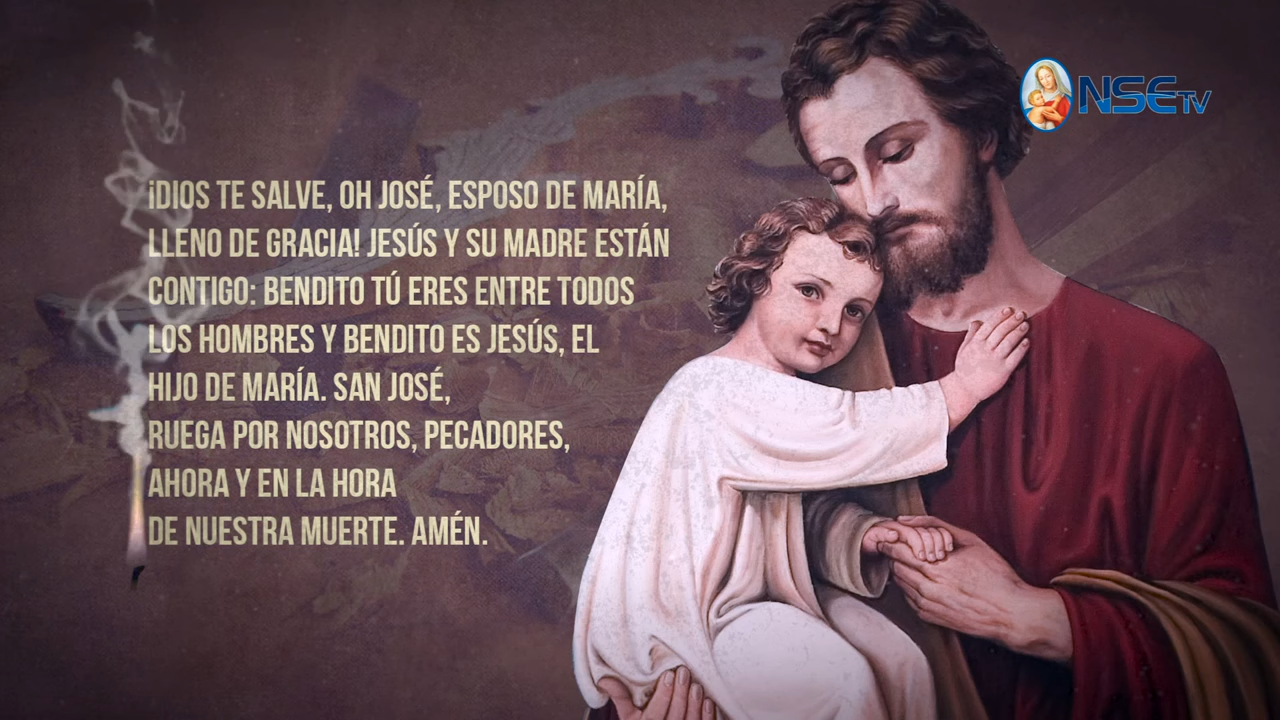 ¡DIOS TE SALVE, OH JOSÉ, ESPOSO DE MARÍA,
LLENO DE GRACIA! JESÚS Y SU MADRE ESTÁN
CONTIGO: BENDITO TÚ ERES ENTRE TODOS
LOS HOMBRES Y BENDITO ES JESÚS, EL
HIJO DE MARÍA. SAN JOSÉ,
RUEGA POR NOSOTROS, PECADORES,
AHORA Y EN LA HORA
DE NUESTRA MUERTE. AMÉN.
NSETV